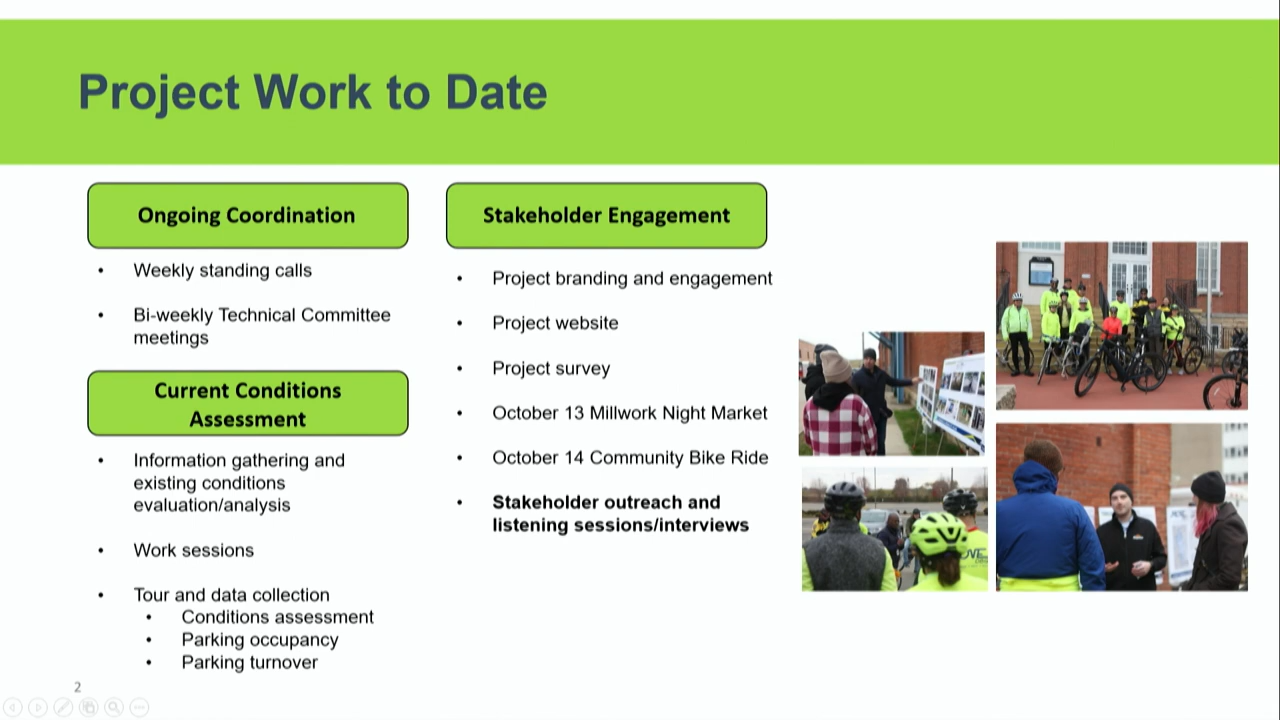 Project Work to Date
Ongoing Coordination
• Weekly standing calls
• Bi-weekly Technical Committee
meetings
Current Conditions
Assessment
• Information gathering and
existing conditions
evaluation/analysis
• Work sessions
• Tour and data collection
• Conditions assessment
• Parking occupancy
• Parking turnover
Stakeholder Engagement
• Project branding and engagement
• Project website
• Project survey
• October 13 Millwork Night Market
• October 14 Community Bike Ride
• Stakeholder outreach and
listening sessions/interviews
2